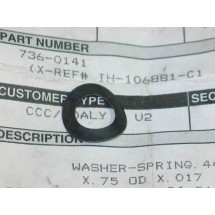 PART NUMBER
736-0141
(X-REF# IH-106881-C1
CUSTOMER TYPE SEC
CCC/ DALY U2
DESCRIPTION
WASHER-SPRING. 44
X.75 OD X.017